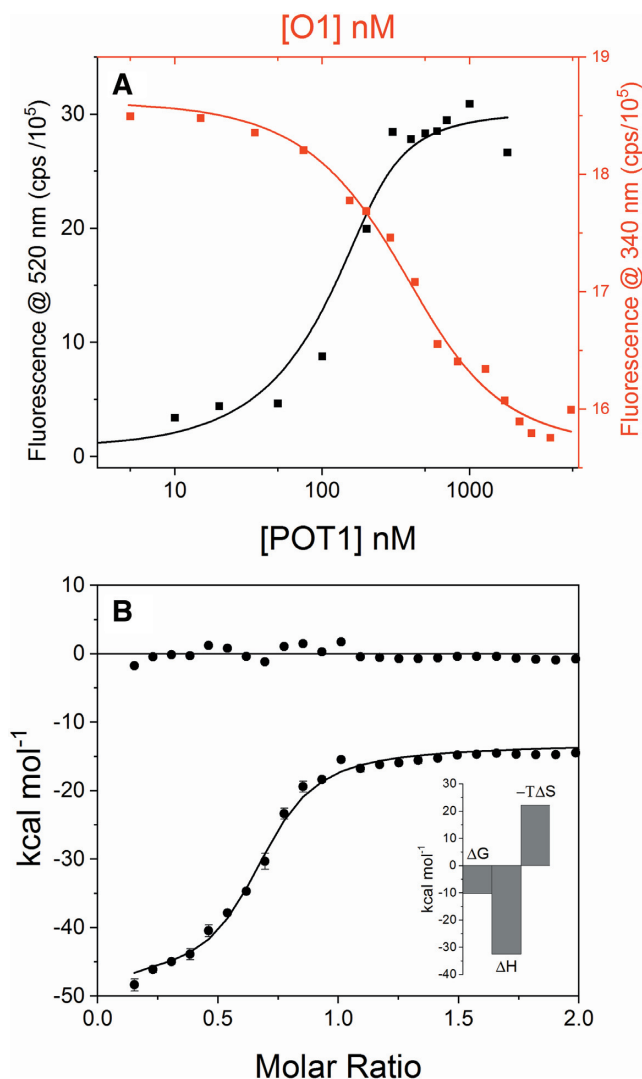 [O1] nM
A
19
18
17
16
15
30
20
10
0
Fluorescence @ 520 nm (cps /10⁵)
Fluorescence @ 340 nm (cps/10⁵)
10
100
1000
[POT1] nM
B
10
0
-10
-20
-30
-40
-50
kcal mol⁻¹
30
20
10
0
-10
-20
-30
-40
kcal mol⁻¹
ΔG
ΔH
−TΔS
0.0
0.5
1.0
1.5
2.0
Molar Ratio